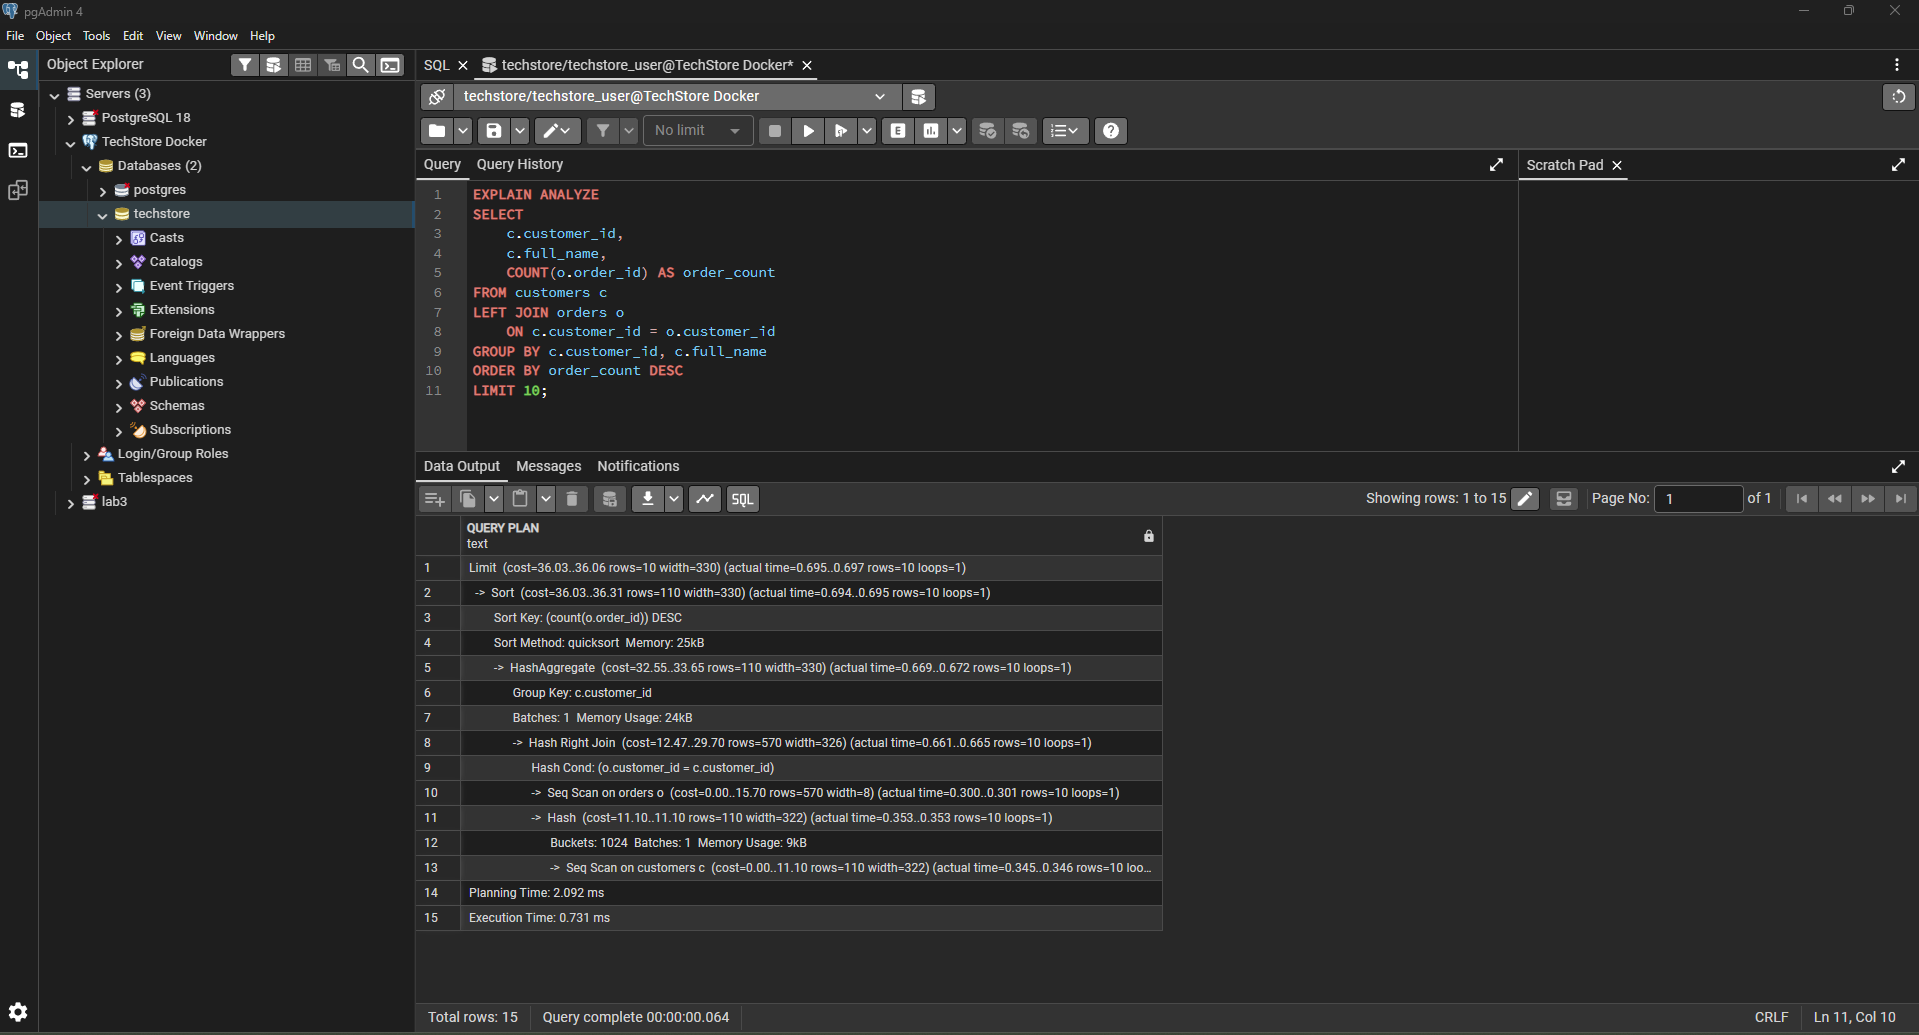 pgAdmin 4
File Object Tools Edit View Window Help
Object Explorer
Servers (3)
PostgreSQL 18
TechStore Docker
Databases (2)
postgres
techstore
Casts
Catalogs
Event Triggers
Extensions
Foreign Data Wrappers
Languages
Publications
Schemas
Subscriptions
Login/Group Roles
Tablespaces
lab3
SQL techstore/techstore_user@TechStore Docker*
techstore/techstore_user@TechStore Docker
No limit E
Query Query History
Scratch Pad
1 EXPLAIN ANALYZE
2 SELECT
3 c.customer_id,
4 c.full_name,
5 COUNT(o.order_id) AS order_count
6 FROM customers c
7 LEFT JOIN orders o
8 ON c.customer_id = o.customer_id
9 GROUP BY c.customer_id, c.full_name
10 ORDER BY order_count DESC
11 LIMIT 10;
Data Output Messages Notifications
SQL Showing rows: 1 to 15 Page No: 1 of 1
QUERY PLAN
text
1 Limit (cost=36.03..36.06 rows=10 width=330) (actual time=0.695..0.697 rows=10 loops=1)
2 -> Sort (cost=36.03..36.31 rows=110 width=330) (actual time=0.694..0.695 rows=10 loops=1)
3 Sort Key: (count(o.order_id)) DESC
4 Sort Method: quicksort Memory: 25kB
5 -> HashAggregate (cost=32.55..33.65 rows=110 width=330) (actual time=0.669..0.672 rows=10 loops=1)
6 Group Key: c.customer_id
7 Batches: 1 Memory Usage: 24kB
8 -> Hash Right Join (cost=12.47..29.70 rows=570 width=326) (actual time=0.661..0.665 rows=10 loops=1)
9 Hash Cond: (o.customer_id = c.customer_id)
10 -> Seq Scan on orders o (cost=0.00..15.70 rows=570 width=8) (actual time=0.300..0.301 rows=10 loops=1)
11 -> Hash (cost=11.10..11.10 rows=110 width=322) (actual time=0.353..0.353 rows=10 loops=1)
12 Buckets: 1024 Batches: 1 Memory Usage: 9kB
13 -> Seq Scan on customers c (cost=0.00..11.10 rows=110 width=322) (actual time=0.345..0.346 rows=10 loo...
14 Planning Time: 2.092 ms
15 Execution Time: 0.731 ms
Total rows: 15 Query complete 00:00:00.064 CRLF Ln 11, Col 10